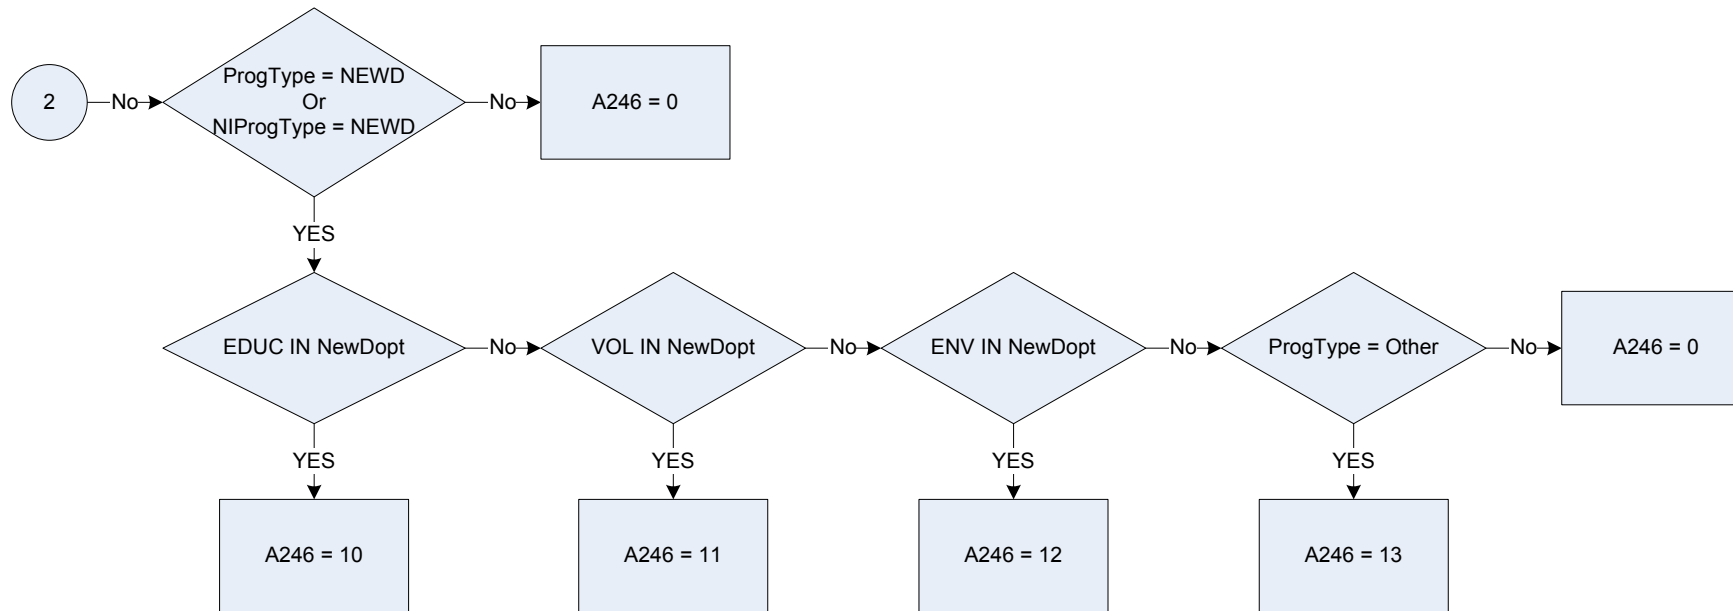 2
No
ProgType = NEWD
Or
NIProgType = NEWD
No
A246 = 0
YES
EDUC IN NewDopt
No
VOL IN NewDopt
No
ENV IN NewDopt
No
ProgType = Other
No
A246 = 0
YES
YES
YES
YES
A246 = 10
A246 = 11
A246 = 12
A246 = 13